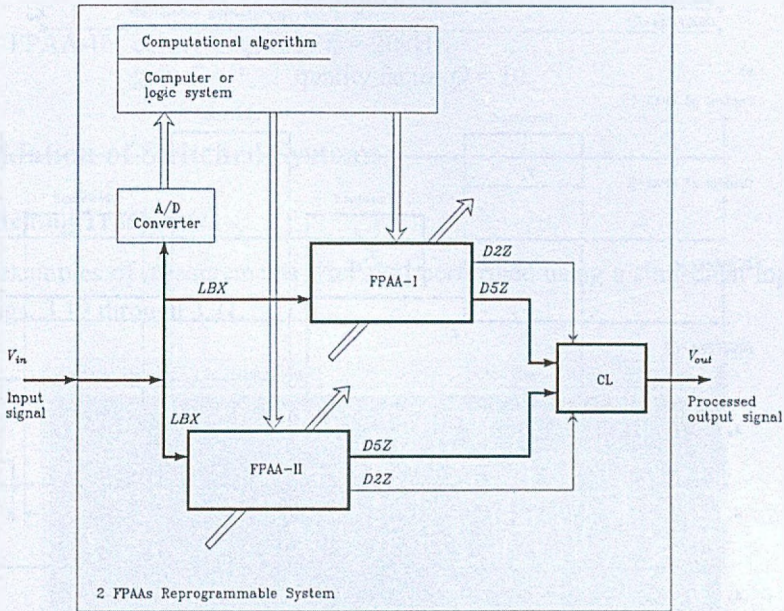 Computational algorithm
Computer or
logic system
A/D
Converter
D2Z
FPAA-I
D5Z
LBX
V_in
Input
signal
CL
V_out
Processed
output signal
LBX
FPAA-II
D5Z
D2Z
2 FPAAs Reprogrammable System